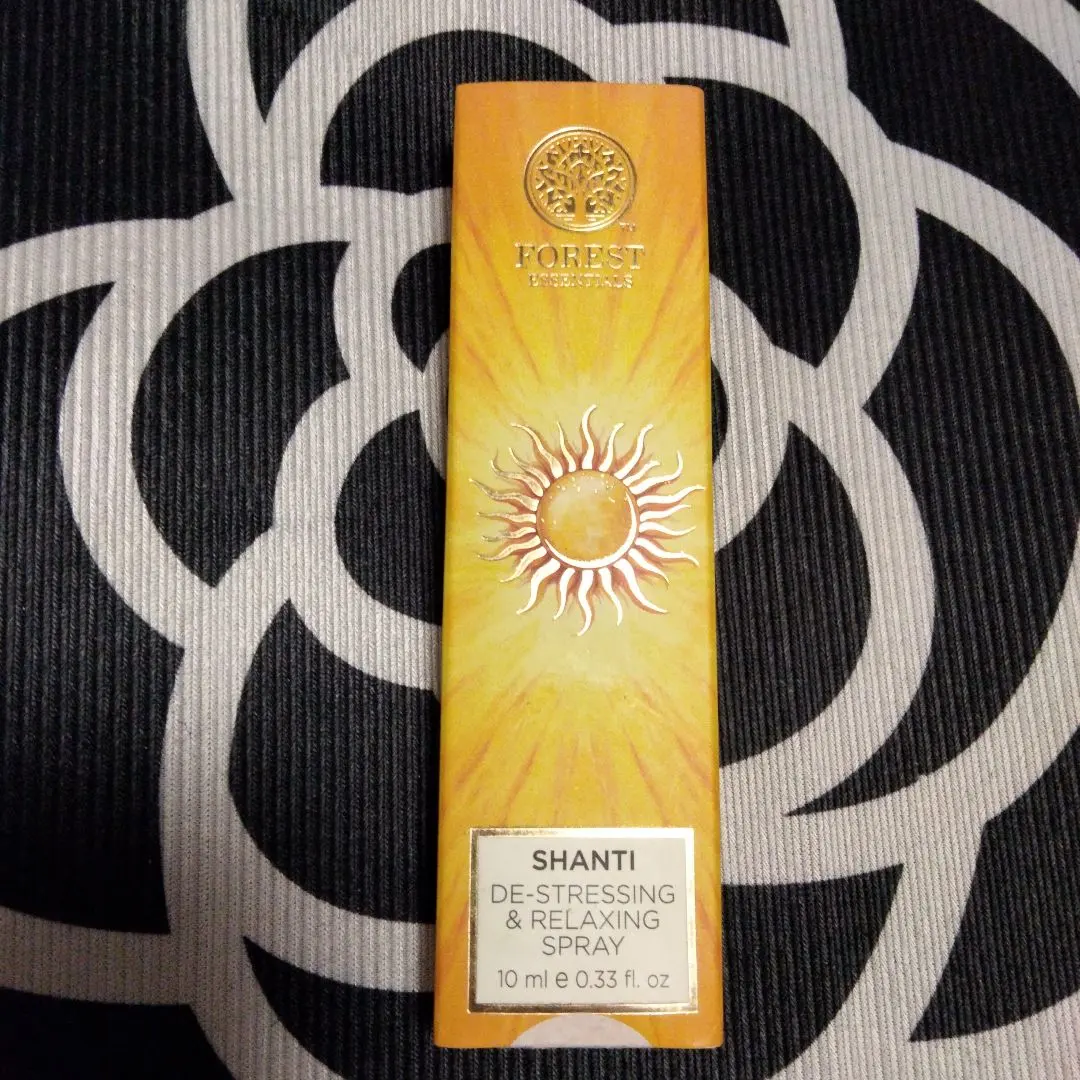 TM
FOREST
ESSENTIALS
SHANTI
DE-STRESSING
& RELAXING
SPRAY
10 ml e 0.33 fl. oz